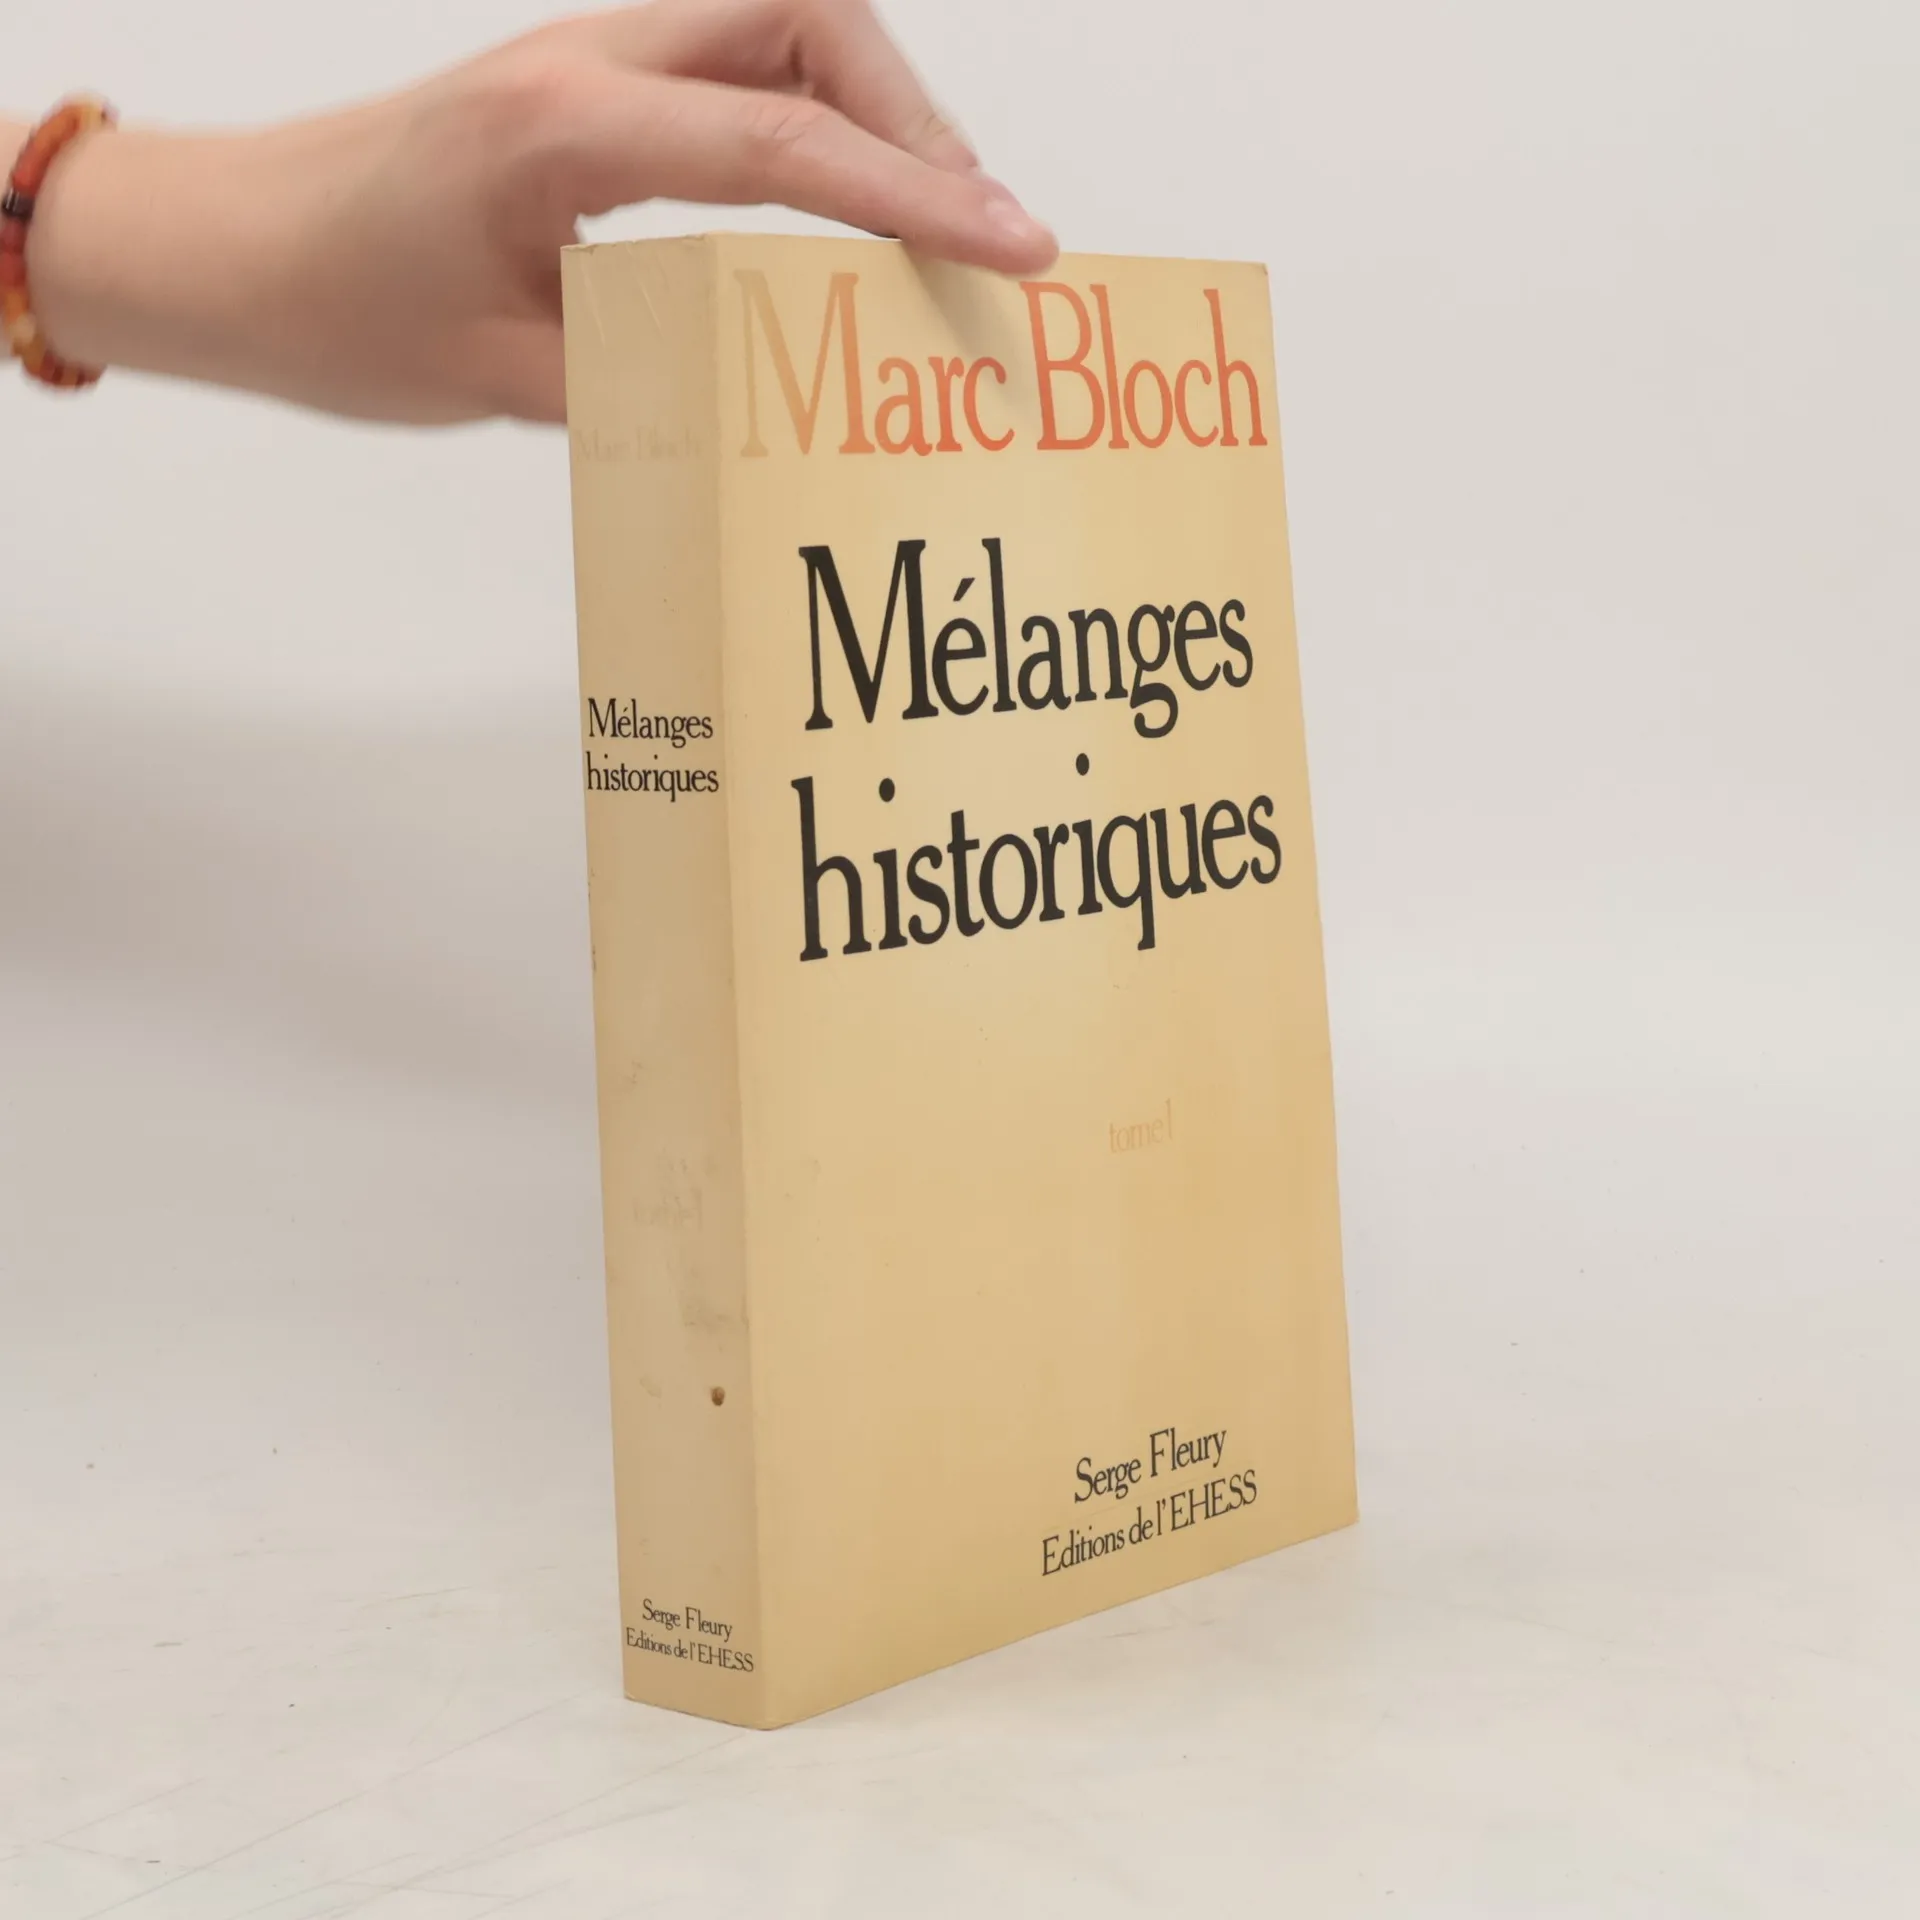 Marc Bloch
Mélanges
historiques
tome 1
Serge Fleury
Editions de l'EHESS
Marc Bloch
Mélanges
historiques
Serge Fleury
Editions de l'EHESS